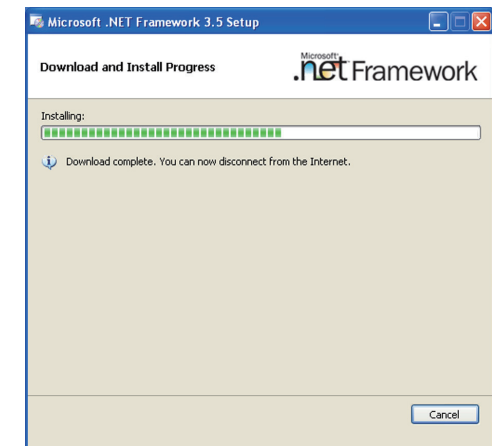 Microsoft .NET Framework 3.5 Setup
Download and Install Progress
Microsoft
.net Framework
Installing:
Download complete. You can now disconnect from the Internet.
Cancel